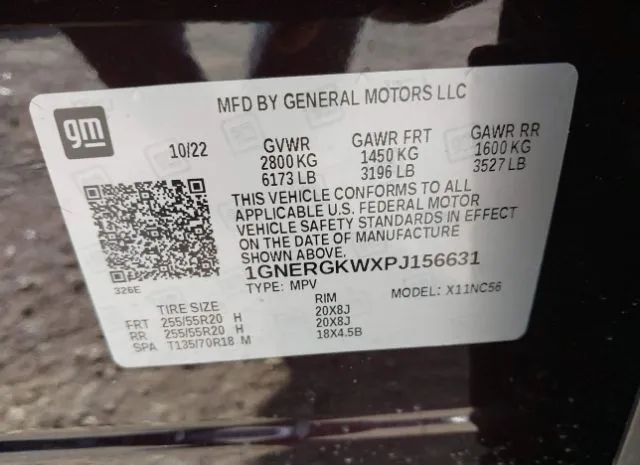 MFD BY GENERAL MOTORS LLC
gm
10/22 GVWR GAWR FRT GAWR RR
2800 KG 1450 KG 1600 KG
6173 LB 3196 LB 3527 LB
THIS VEHICLE CONFORMS TO ALL
APPLICABLE U.S. FEDERAL MOTOR
VEHICLE SAFETY STANDARDS IN EFFECT
ON THE DATE OF MANUFACTURE
SHOWN ABOVE.
326E
1GNERGKWXPJ156631
TYPE: MPV MODEL: X11NC56
TIRE SIZE RIM
FRT 255/55R20 H 20X8J
RR 255/55R20 H 20X8J
SPA T135/70R18 M 18X4.5B